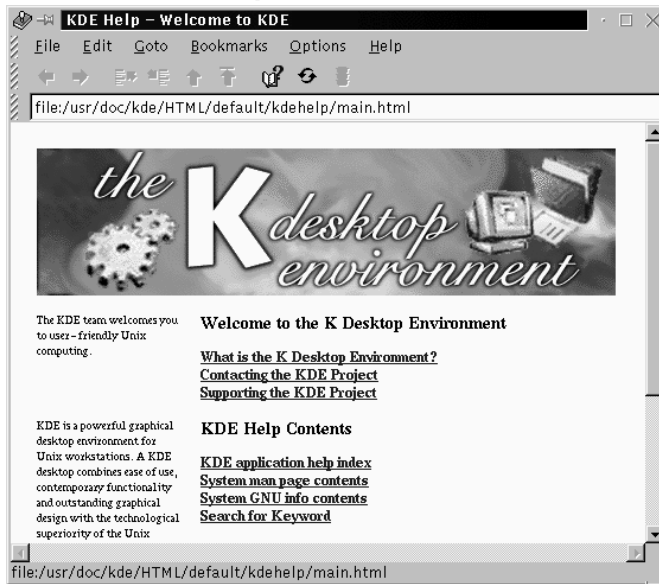 KDE Help – Welcome to KDE
File Edit Goto Bookmarks Options Help
file:/usr/doc/kde/HTML/default/kdehelp/main.html
the K desktop
environment
The KDE team welcomes you
to user–friendly Unix
computing.
Welcome to the K Desktop Environment
What is the K Desktop Environment?
Contacting the KDE Project
Supporting the KDE Project
KDE is a powerful graphical
desktop environment for
Unix workstations. A KDE
desktop combines ease of use,
contemporary functionality
and outstanding graphical
design with the technological
superiority of the Unix
KDE Help Contents
KDE application help index
System man page contents
System GNU info contents
Search for Keyword
file:/usr/doc/kde/HTML/default/kdehelp/main.html